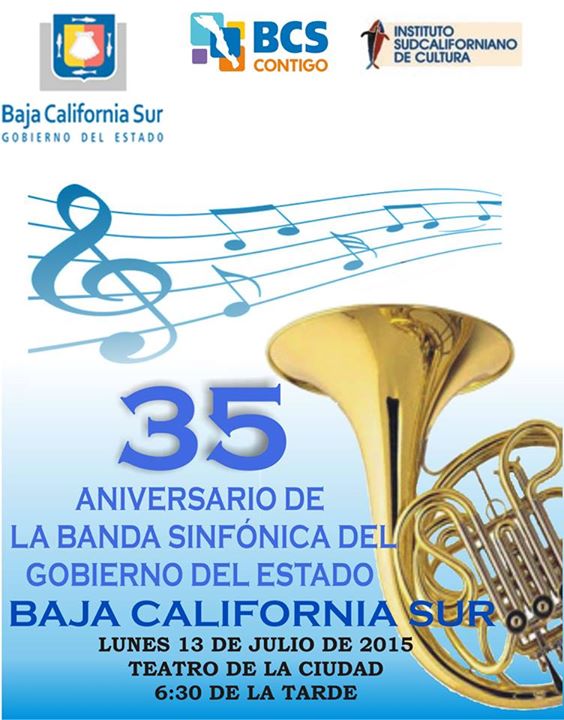 Baja California Sur
GOBIERNO DEL ESTADO
BCS
CONTIGO
INSTITUTO
SUDCALIFORNIANO
DE CULTURA
35
ANIVERSARIO DE
LA BANDA SINFÓNICA DEL
GOBIERNO DEL ESTADO
BAJA CALIFORNIA SUR
LUNES 13 DE JULIO DE 2015
TEATRO DE LA CIUDAD
6:30 DE LA TARDE